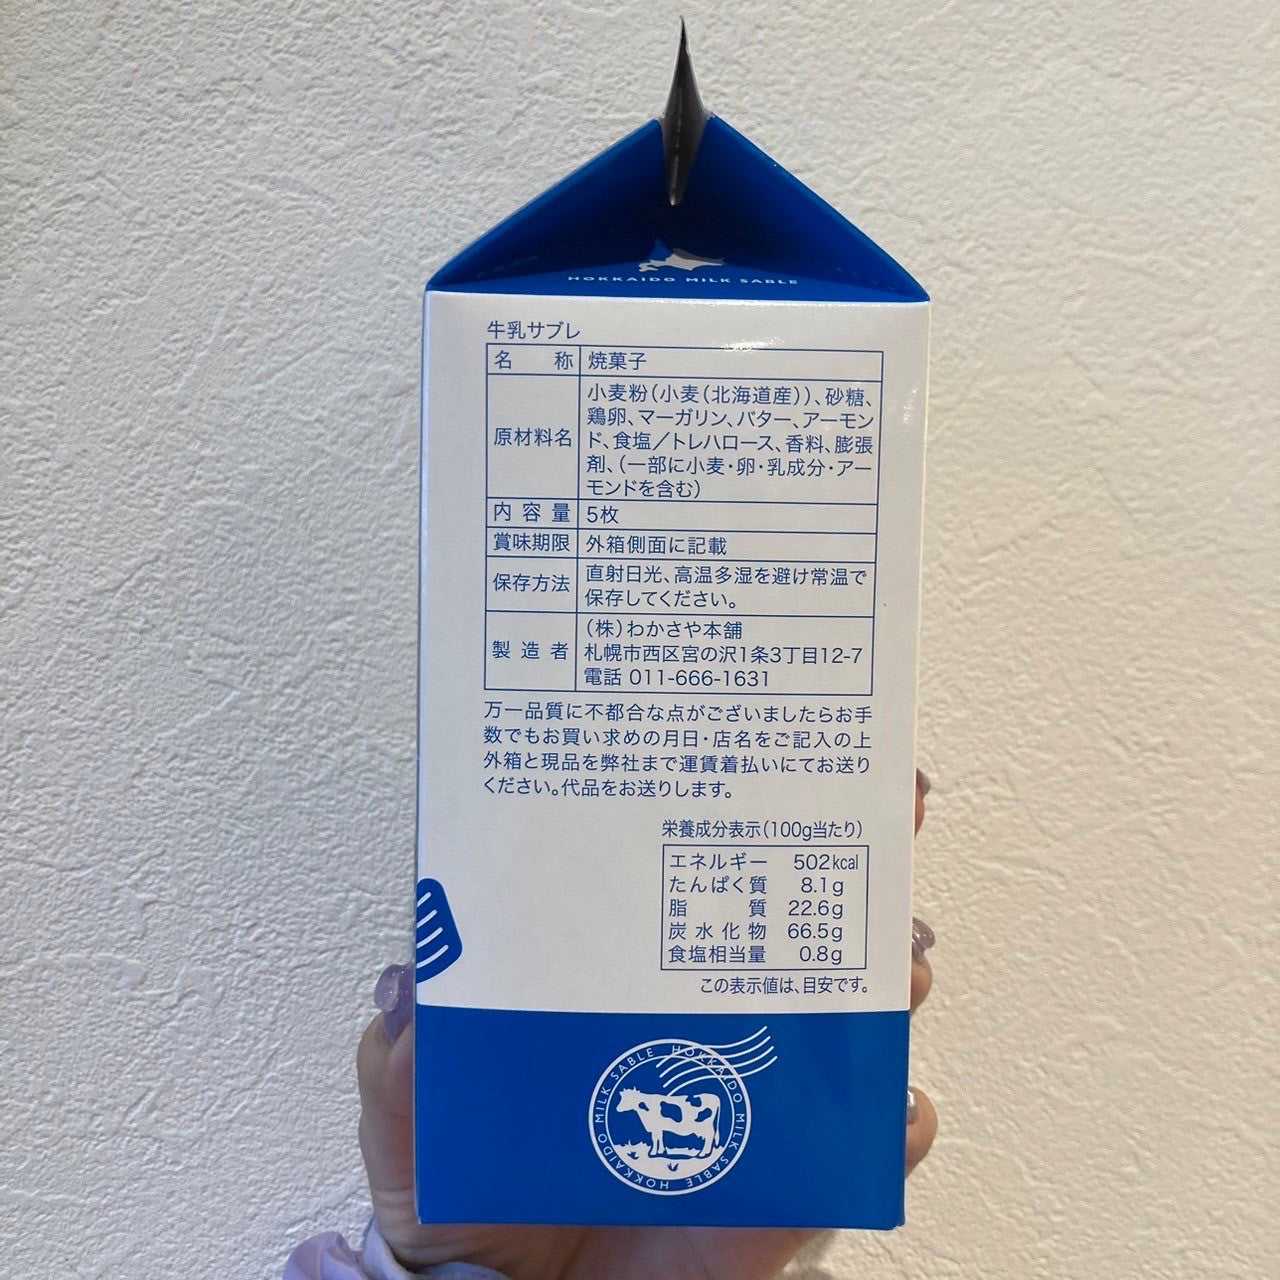 HOKKAIDO MILK SABLE
牛乳サブレ
名称 焼菓子
原材料名 小麦粉(小麦(北海道産))、砂糖、
鶏卵、マーガリン、バター、アーモン
ド、食塩／トレハロース、香料、膨張
剤、(一部に小麦・卵・乳成分・アー
モンドを含む)
内容量 5枚
賞味期限 外箱側面に記載
保存方法 直射日光、高温多湿を避け常温で
保存してください。
製造者 (株)わかさや本舗
札幌市西区宮の沢1条3丁目12-7
電話 011-666-1631
万一品質に不都合な点がございましたらお手
数でもお買い求めの月日・店名をご記入の上
外箱と現品を弊社まで運賃着払いにてお送り
ください。代品をお送りします。
栄養成分表示(100g当たり)
エネルギー 502kcal
たんぱく質 8.1g
脂質 22.6g
炭水化物 66.5g
食塩相当量 0.8g
この表示値は、目安です。
HOKKAIDO MILK SABLE HOKKAIDO MILK SABLE